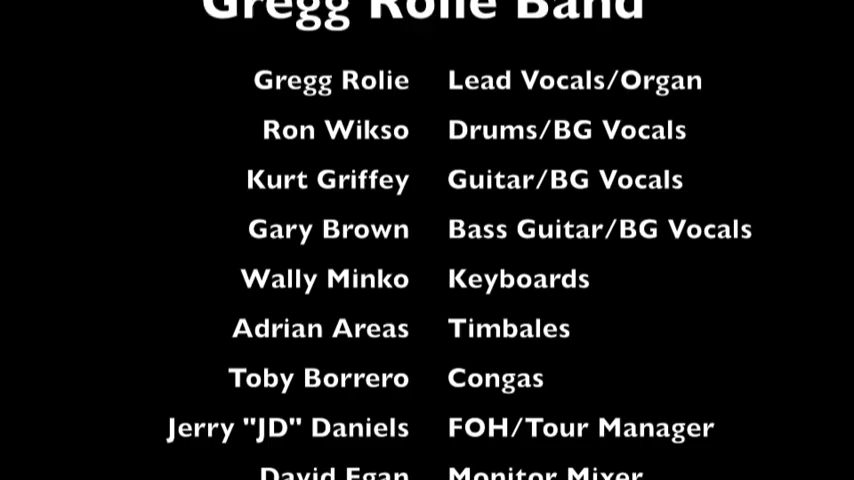 Gregg Rolie Band
Gregg Rolie Lead Vocals/Organ
Ron Wikso Drums/BG Vocals
Kurt Griffey Guitar/BG Vocals
Gary Brown Bass Guitar/BG Vocals
Wally Minko Keyboards
Adrian Areas Timbales
Toby Borrero Congas
Jerry "JD" Daniels FOH/Tour Manager
David Egan Monitor Mixer